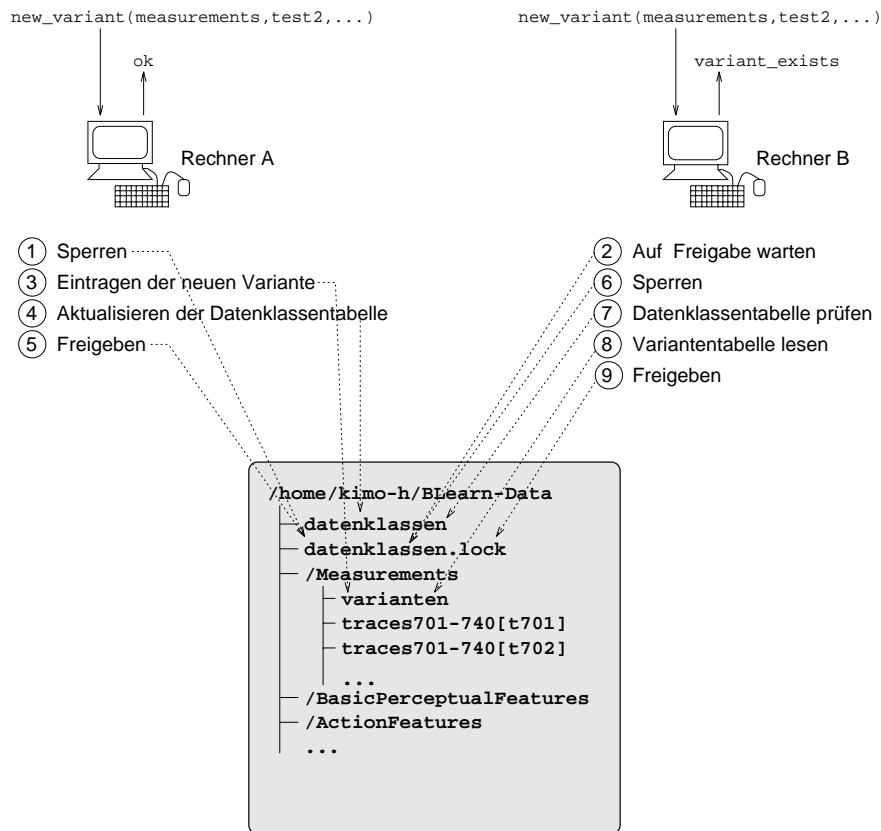 new_variant(measurements,test2,...)
ok
Rechner A
new_variant(measurements,test2,...)
variant_exists
Rechner B
1 Sperren
3 Eintragen der neuen Variante
4 Aktualisieren der Datenklassentabelle
5 Freigeben
2 Auf Freigabe warten
6 Sperren
7 Datenklassentabelle prüfen
8 Variantentabelle lesen
9 Freigeben
/home/kimo-h/BLearn-Data
datenklassen
datenklassen.lock
/Measurements
varianten
traces701-740[t701]
traces701-740[t702]
...
/BasicPerceptualFeatures
/ActionFeatures
...